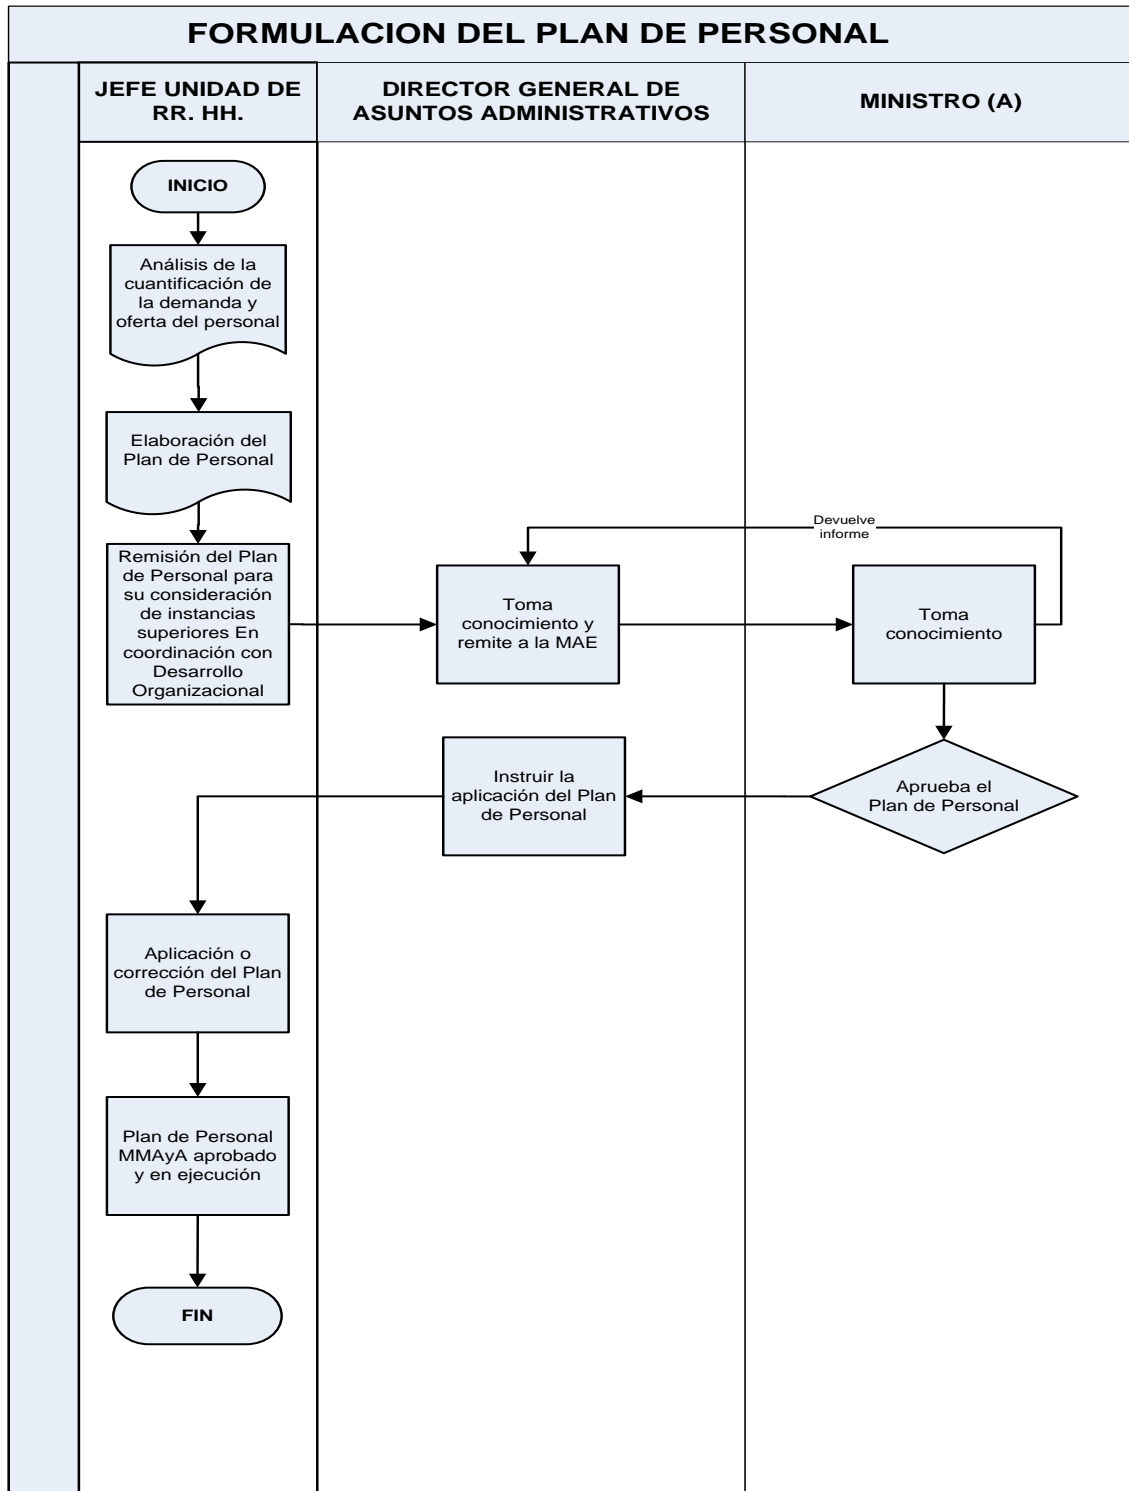 FORMULACION DEL PLAN DE PERSONAL
JEFE UNIDAD DE
RR. HH.
DIRECTOR GENERAL DE
ASUNTOS ADMINISTRATIVOS
MINISTRO (A)
INICIO
Análisis de la
cuantificación de
la demanda y
oferta del personal
Elaboración del
Plan de Personal
Remisión del Plan
de Personal para
su consideración
de instancias
superiores En
coordinación con
Desarrollo
Organizacional
Toma
conocimiento y
remite a la MAE
Devuelve
informe
Toma
conocimiento
Aprueba el
Plan de Personal
Instruir la
aplicación del Plan
de Personal
Aplicación o
corrección del Plan
de Personal
Plan de Personal
MMAyA aprobado
y en ejecución
FIN